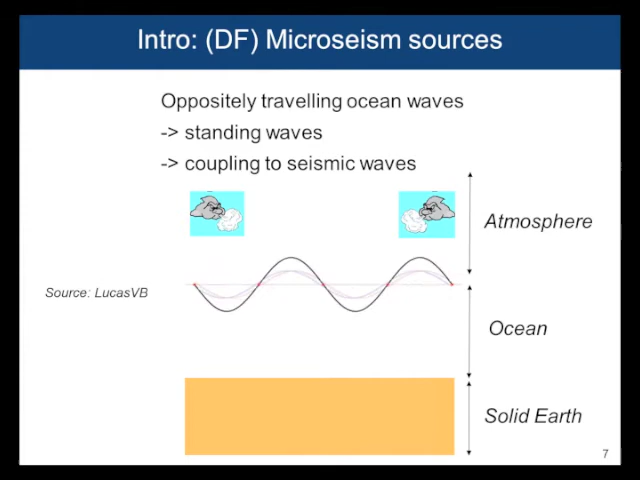 Intro: (DF) Microseism sources
Oppositely travelling ocean waves
-> standing waves
-> coupling to seismic waves
Atmosphere
Source: LucasVB
Ocean
Solid Earth
7